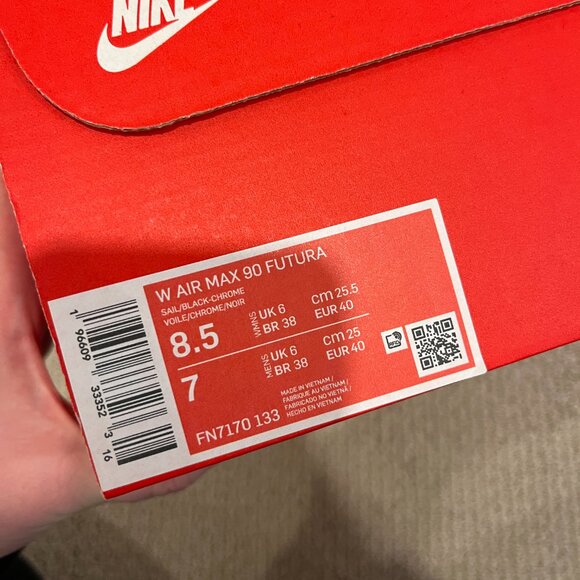 NIKE
W AIR MAX 90 FUTURA
SAIL/BLACK-CHROME
VOILE/CHROME/NOIR
8.5 WMNS UK 6 BR 38 cm 25.5 EUR 40
7 MENS UK 6 BR 38 cm 25 EUR 40
MADE IN VIETNAM /
FABRIQUE AU VIETNAM /
FABRICADO NO VIETNÃ /
HECHO EN VIETNAM
FN7170 133
1 96609 33352 3 16